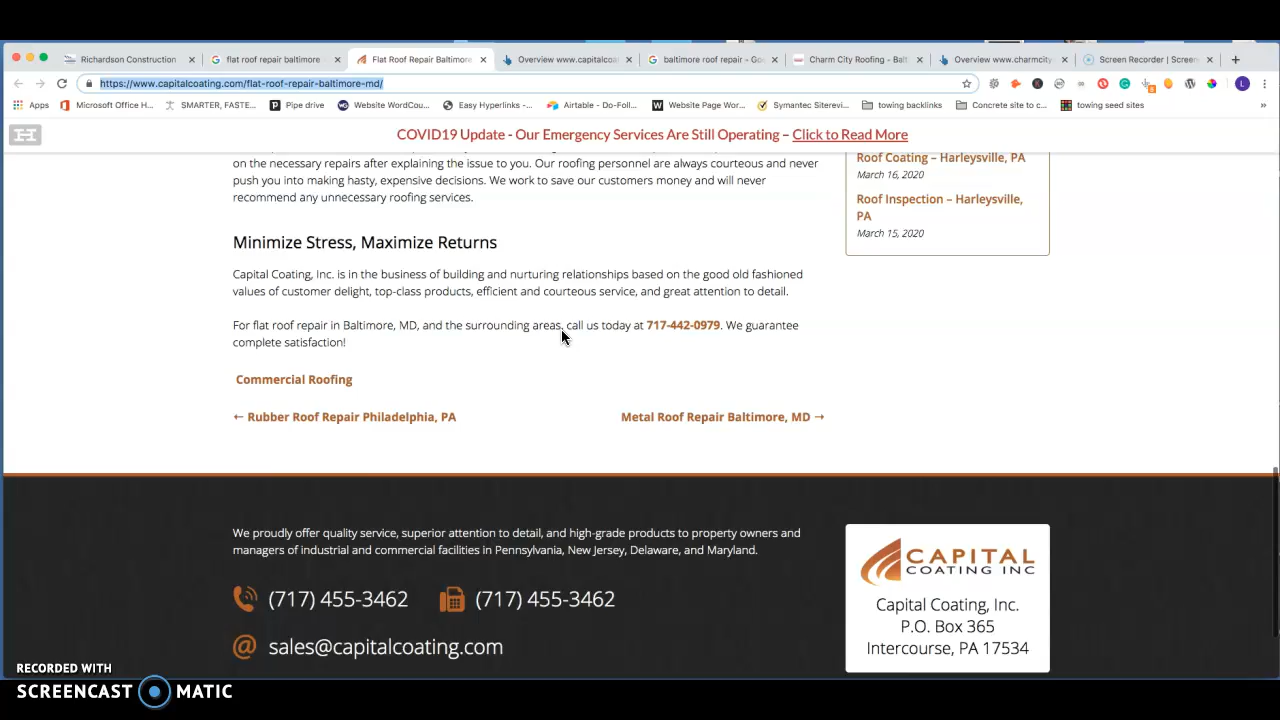 Richardson Construction
flat roof repair baltimore
Flat Roof Repair Baltimore
Overview www.capitalcoa
baltimore roof repair - Go
Charm City Roofing - Balt
Overview www.charmcity
Screen Recorder | Screen
https://www.capitalcoating.com/flat-roof-repair-baltimore-md/
Apps
Microsoft Office H...
SMARTER, FASTE...
Pipe drive
Website WordCou...
Easy Hyperlinks -...
Airtable - Do-Foll...
Website Page Wor...
Symantec Siterevi...
towing backlinks
Concrete site to c...
towing seed sites
COVID19 Update - Our Emergency Services Are Still Operating – Click to Read More
on the necessary repairs after explaining the issue to you. Our roofing personnel are always courteous and never
push you into making hasty, expensive decisions. We work to save our customers money and will never
recommend any unnecessary roofing services.
Minimize Stress, Maximize Returns
Capital Coating, Inc. is in the business of building and nurturing relationships based on the good old fashioned
values of customer delight, top-class products, efficient and courteous service, and great attention to detail.
For flat roof repair in Baltimore, MD, and the surrounding areas, call us today at 717-442-0979. We guarantee
complete satisfaction!
Commercial Roofing
← Rubber Roof Repair Philadelphia, PA
Metal Roof Repair Baltimore, MD →
Roof Coating – Harleysville, PA
March 16, 2020
Roof Inspection – Harleysville,
PA
March 15, 2020
We proudly offer quality service, superior attention to detail, and high-grade products to property owners and
managers of industrial and commercial facilities in Pennsylvania, New Jersey, Delaware, and Maryland.
(717) 455-3462
(717) 455-3462
sales@capitalcoating.com
CAPITAL
COATING INC
Capital Coating, Inc.
P.O. Box 365
Intercourse, PA 17534
RECORDED WITH
SCREENCAST MATIC